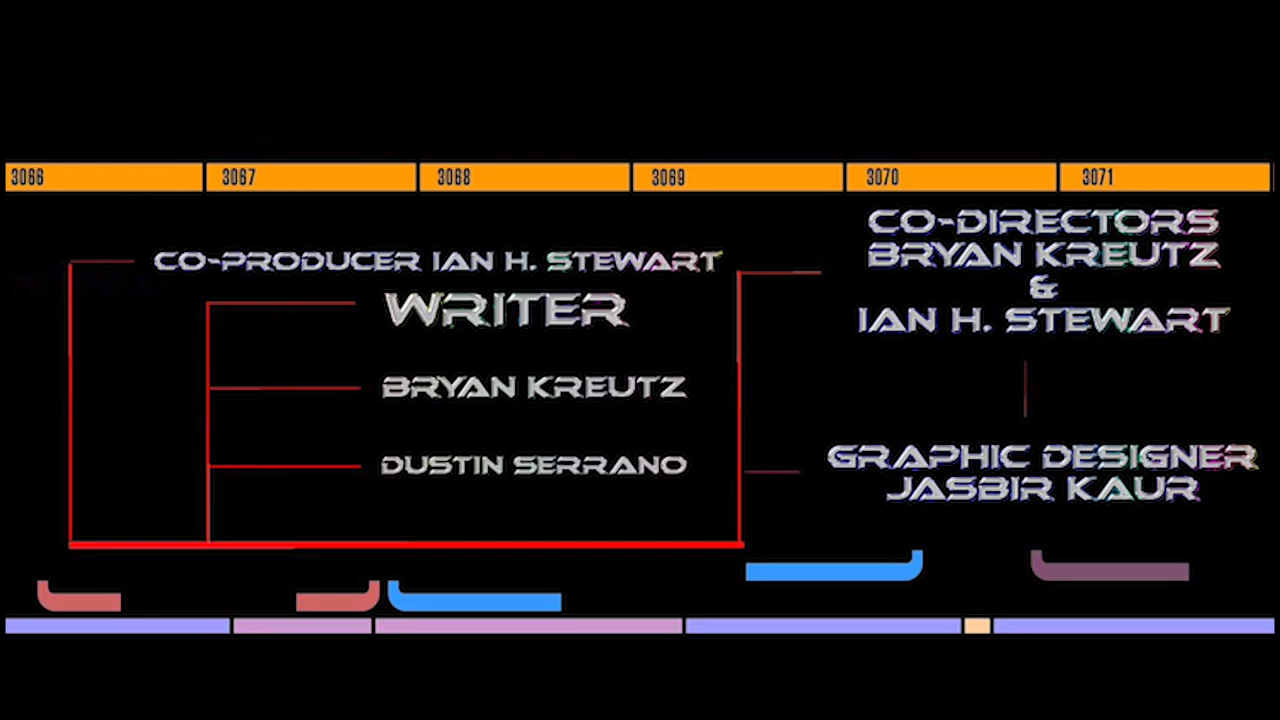 3066 3067 3068 3069 3070 3071
CO-PRODUCER IAN H. STEWART
WRITER
BRYAN KREUTZ
DUSTIN SERRANO
CO-DIRECTORS
BRYAN KREUTZ
&
IAN H. STEWART
GRAPHIC DESIGNER
JASBIR KAUR